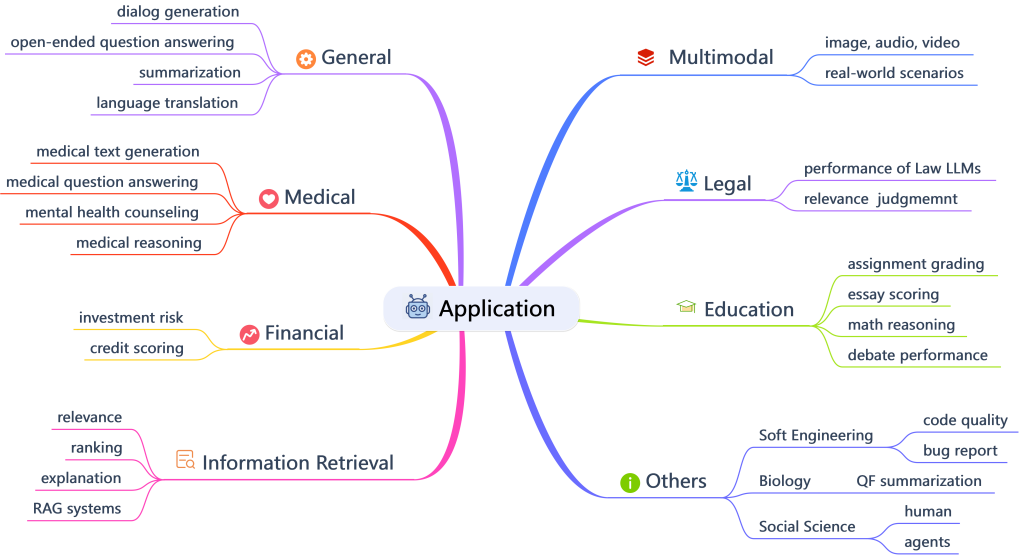 Application
General
dialog generation
open-ended question answering
summarization
language translation
Medical
medical text generation
medical question answering
mental health counseling
medical reasoning
Financial
investment risk
credit scoring
Information Retrieval
relevance
ranking
explanation
RAG systems
Multimodal
image, audio, video
real-world scenarios
Legal
performance of Law LLMs
relevance judgmemnt
Education
assignment grading
essay scoring
math reasoning
debate performance
Others
Soft Engineering
code quality
bug report
Biology
QF summarization
Social Science
human
agents